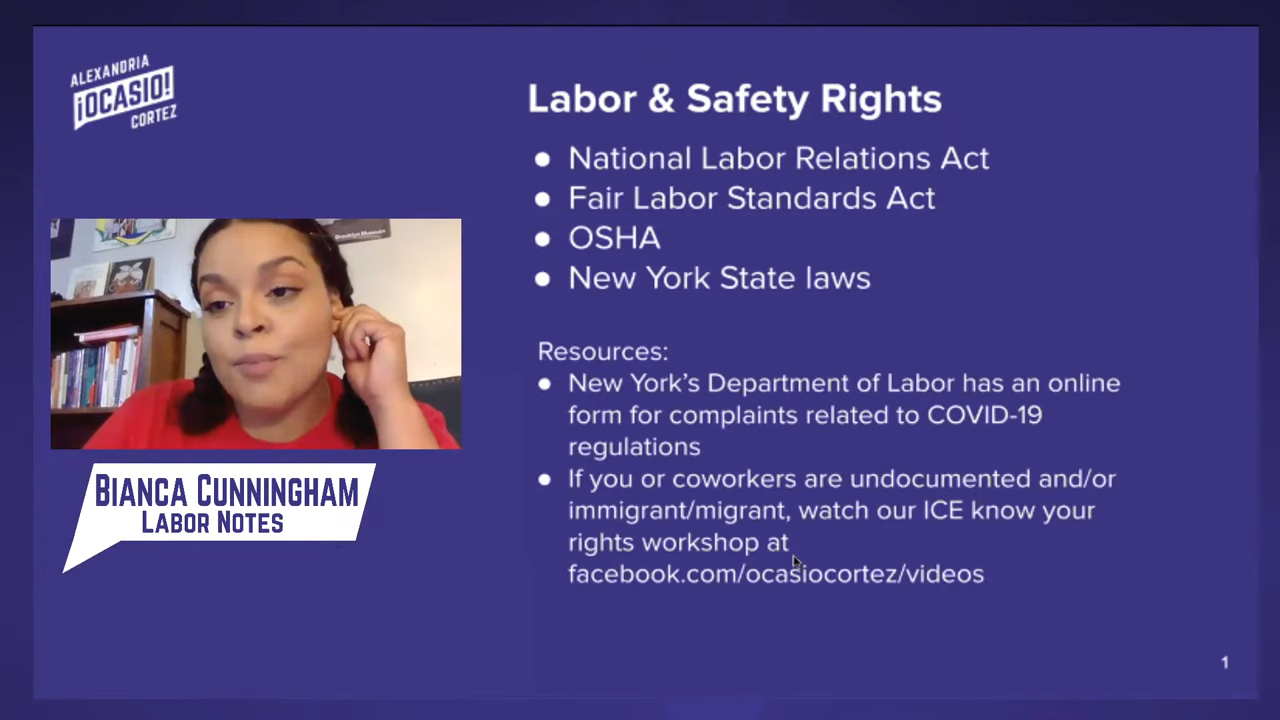 ALEXANDRIA
¡OCASIO!
CORTEZ
Labor & Safety Rights
● National Labor Relations Act
● Fair Labor Standards Act
● OSHA
● New York State laws
Resources:
● New York’s Department of Labor has an online
form for complaints related to COVID-19
regulations
● If you or coworkers are undocumented and/or
immigrant/migrant, watch our ICE know your
rights workshop at
facebook.com/ocasiocortez/videos
Brooklyn Museum
BIANCA CUNNINGHAM
LABOR NOTES
1